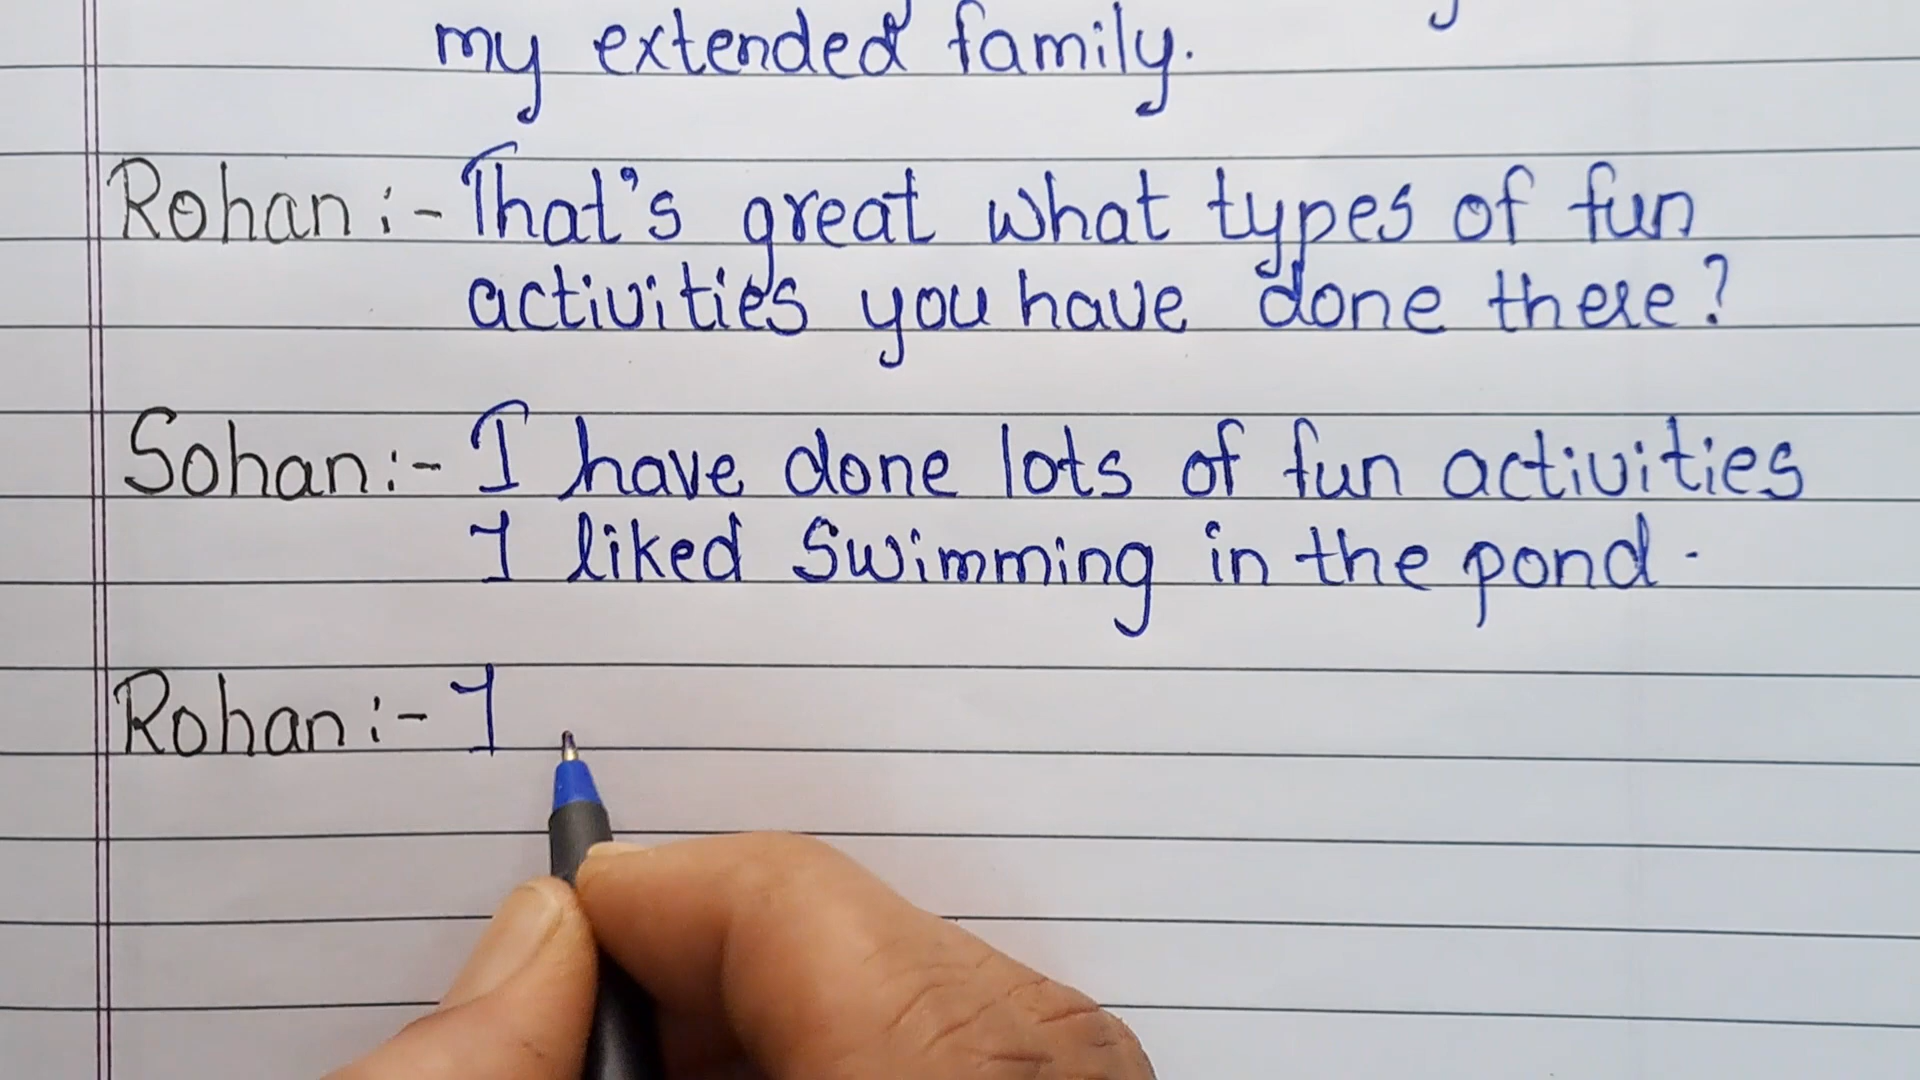 my extended family.
Rohan :- That's great what types of fun
activities you have done there?
Sohan :- I have done lots of fun activities
I liked Swimming in the pond.
Rohan :- I